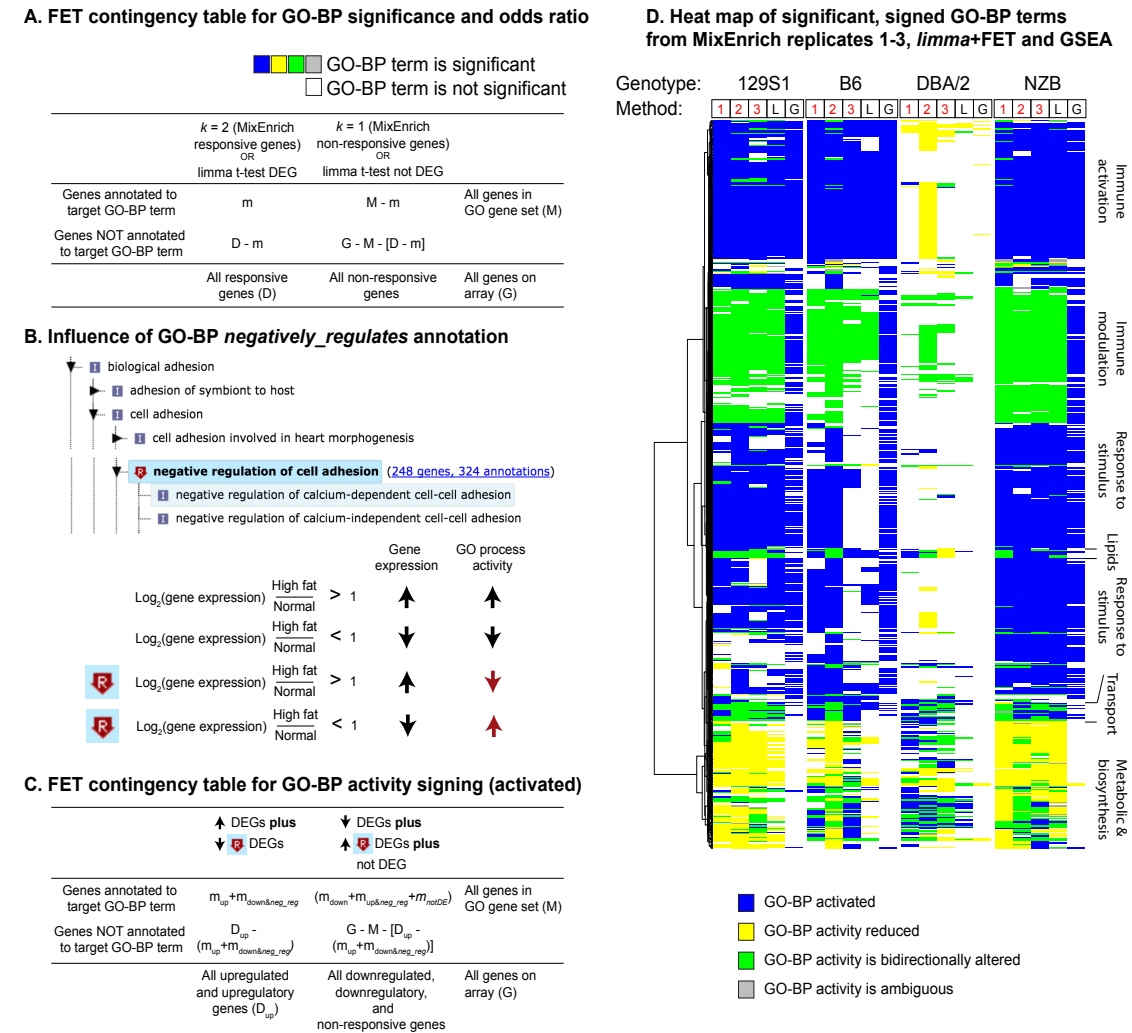 A. FET contingency table for GO-BP significance and odds ratio
GO-BP term is significant
GO-BP term is not significant
k = 2 (MixEnrich
responsive genes)
OR
limma t-test DEG
k = 1 (MixEnrich
non-responsive genes)
OR
limma t-test not DEG
Genes annotated to
target GO-BP term
m
M - m
All genes in
GO gene set (M)
Genes NOT annotated
to target GO-BP term
D - m
G - M - [D - m]
All responsive
genes (D)
All non-responsive
genes
All genes on
array (G)
B. Influence of GO-BP negatively_regulates annotation
I biological adhesion
I adhesion of symbiont to host
I cell adhesion
I cell adhesion involved in heart morphogenesis
R negative regulation of cell adhesion (248 genes, 324 annotations)
I negative regulation of calcium-dependent cell-cell adhesion
I negative regulation of calcium-independent cell-cell adhesion
Gene
expression
GO process
activity
Log2(gene expression) High fat / Normal > 1
Log2(gene expression) High fat / Normal < 1
R Log2(gene expression) High fat / Normal > 1
R Log2(gene expression) High fat / Normal < 1
C. FET contingency table for GO-BP activity signing (activated)
DEGs plus
R DEGs
DEGs plus
R DEGs plus
not DEG
Genes annotated to
target GO-BP term
mup+mdown&neg_reg
(mdown+mup&neg_reg+mnotDE)
All genes in
GO gene set (M)
Genes NOT annotated
to target GO-BP term
Dup -
(mup+mdown&neg_reg)
G - M - [Dup -
(mup+mdown&neg_reg)]
All upregulated
and upregulatory
genes (Dup)
All downregulated,
downregulatory,
and
non-responsive genes
All genes on
array (G)
D. Heat map of significant, signed GO-BP terms
from MixEnrich replicates 1-3, limma+FET and GSEA
Genotype: 129S1 B6 DBA/2 NZB
Method: 1 2 3 L G 1 2 3 L G 1 2 3 L G 1 2 3 L G
Immune
activation
Immune
modulation
Response to
stimulus
Lipids
Response to
stimulus
Transport
Metabolic &
biosynthesis
GO-BP activated
GO-BP activity reduced
GO-BP activity is bidirectionally altered
GO-BP activity is ambiguous